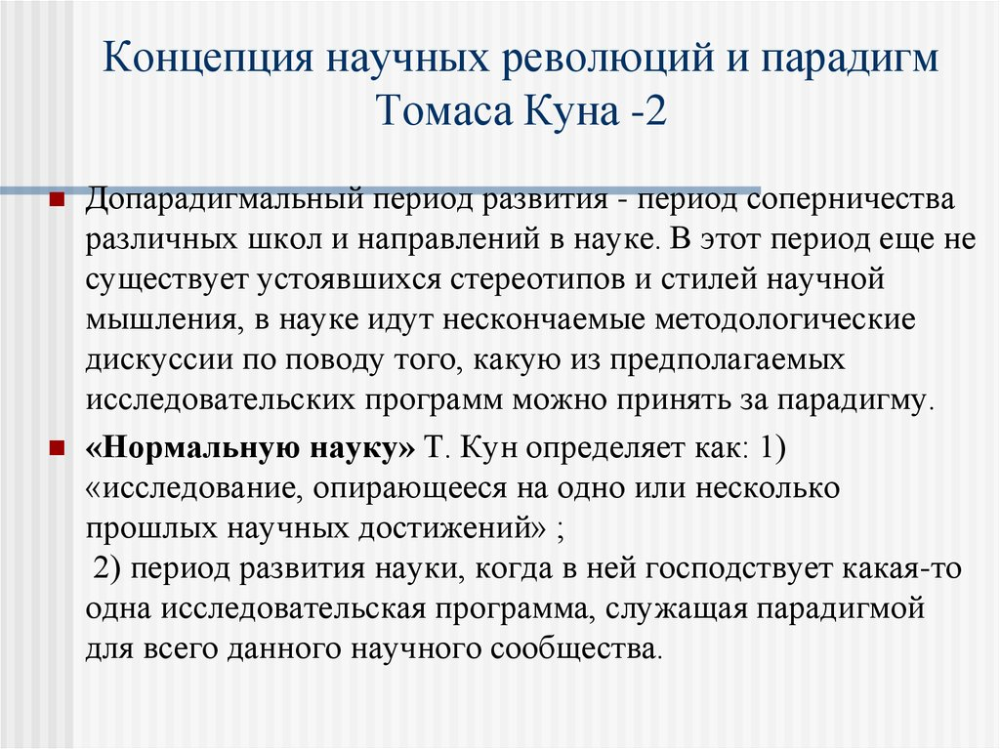 Концепция научных революций и парадигм
Томаса Куна -2
Допарадигмальный период развития - период соперничества
различных школ и направлений в науке. В этот период еще не
существует устоявшихся стереотипов и стилей научной
мышления, в науке идут нескончаемые методологические
дискуссии по поводу того, какую из предполагаемых
исследовательских программ можно принять за парадигму.
«Нормальную науку» Т. Кун определяет как: 1)
«исследование, опирающееся на одно или несколько
прошлых научных достижений» ;
2) период развития науки, когда в ней господствует какая-то
одна исследовательская программа, служащая парадигмой
для всего данного научного сообщества.